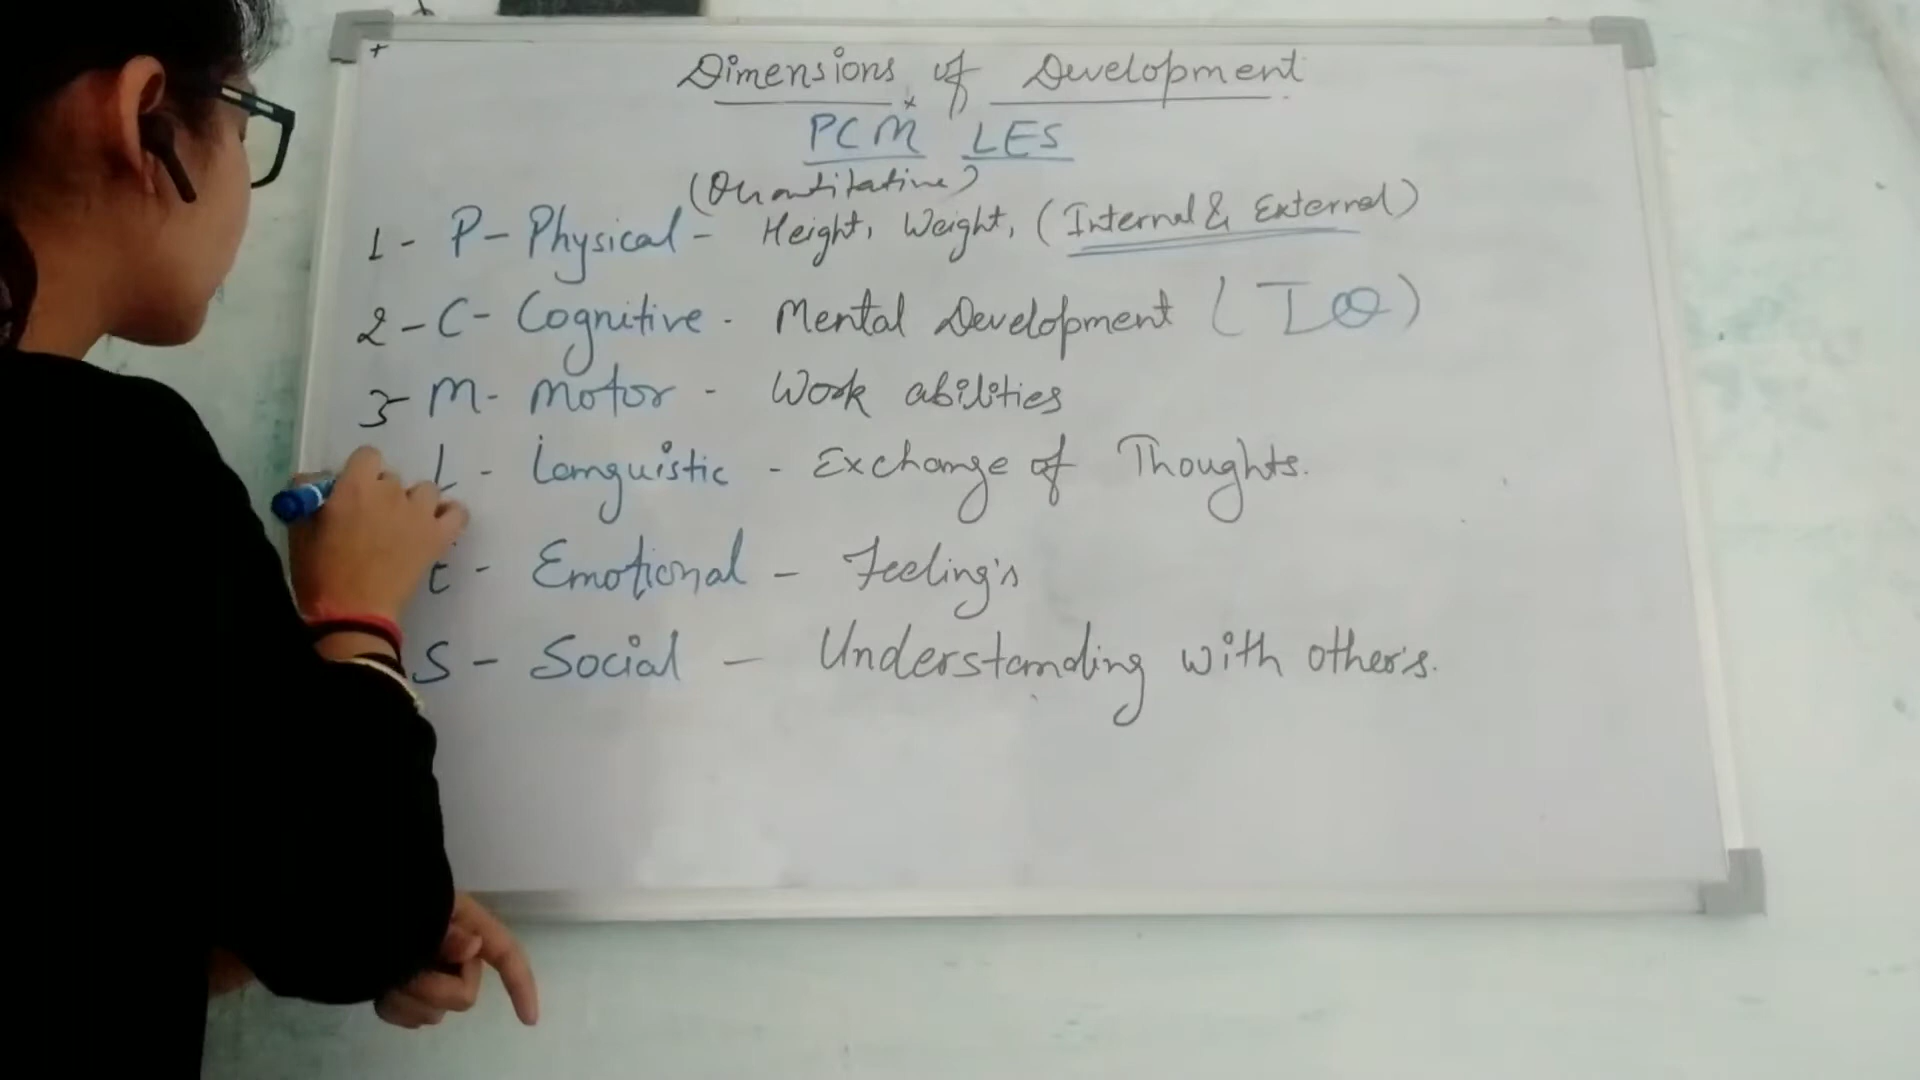 Dimensions of Development
PCM LES
(Quantitative)
1- P- Physical - Height, Weight, (Internal & External)
2- C- Cognitive - Mental Development (IQ)
3- M- Motor - Work abilities
L - Languistic - Exchange of Thoughts.
E - Emotional - Feeling's
S - Social - Understanding with other's.